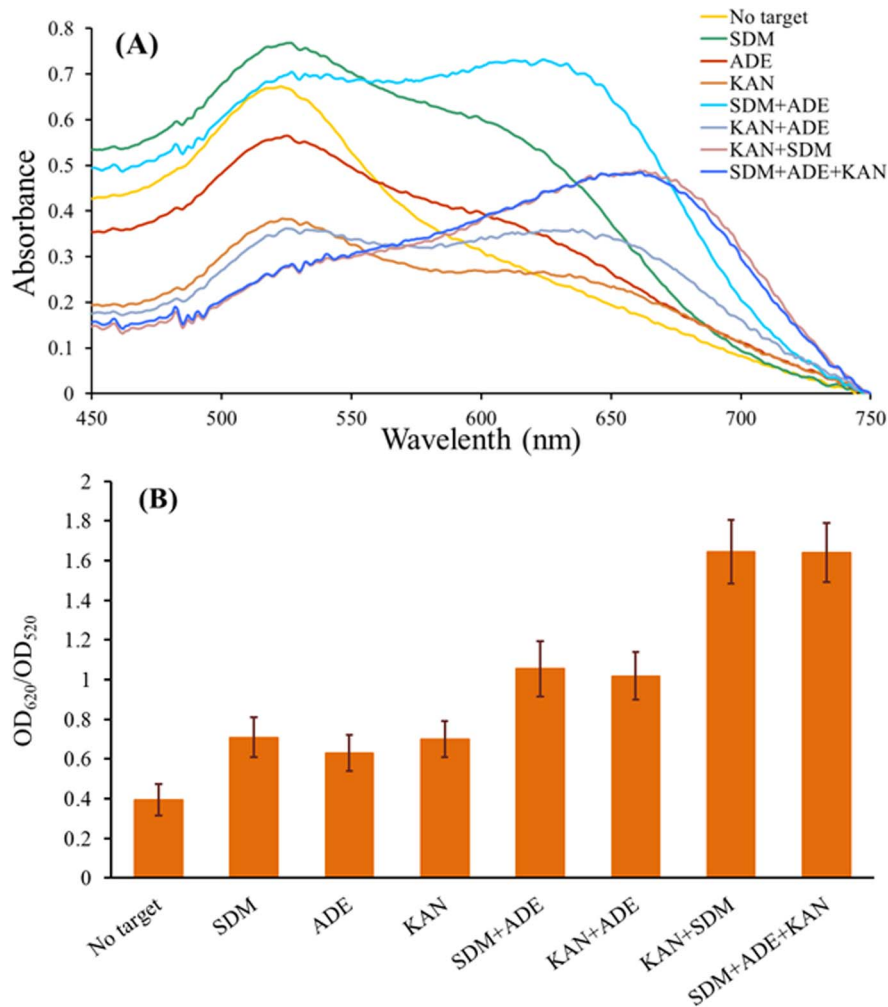 (A)
No target
SDM
ADE
KAN
SDM+ADE
KAN+ADE
KAN+SDM
SDM+ADE+KAN
Absorbance
0.8
0.7
0.6
0.5
0.4
0.3
0.2
0.1
0
450 500 550 600 650 700 750
Wavelenth (nm)
(B)
OD620/OD520
2
1.8
1.6
1.4
1.2
1
0.8
0.6
0.4
0.2
0
No target
SDM
ADE
KAN
SDM+ADE
KAN+ADE
KAN+SDM
SDM+ADE+KAN